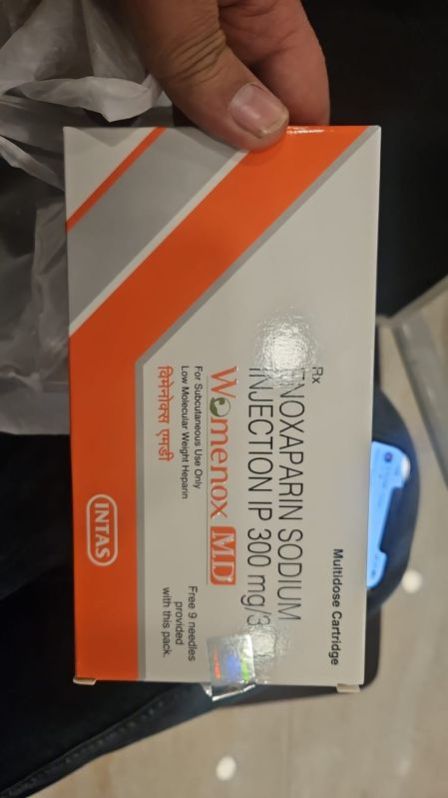 Multidose Cartridge
Rx
ENOXAPARIN SODIUM
INJECTION IP 300 mg/3
Womenox MD
For Subcutaneous Use Only
Low Molecular Weight Heparin
विमेनोक्स एमडी
Free 9 needles
provided
with this pack.
INTAS